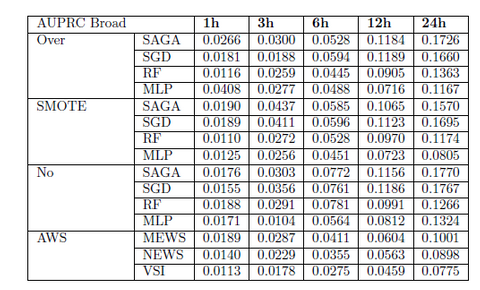 AUPRC Broad 1h 3h 6h 12h 24h
Over SAGA 0.0266 0.0300 0.0528 0.1184 0.1726
SGD 0.0181 0.0188 0.0594 0.1189 0.1660
RF 0.0116 0.0259 0.0445 0.0905 0.1363
MLP 0.0408 0.0277 0.0488 0.0716 0.1167
SMOTE SAGA 0.0190 0.0437 0.0585 0.1065 0.1570
SGD 0.0189 0.0411 0.0596 0.1123 0.1695
RF 0.0110 0.0272 0.0528 0.0970 0.1174
MLP 0.0125 0.0256 0.0451 0.0723 0.0805
No SAGA 0.0176 0.0303 0.0772 0.1156 0.1770
SGD 0.0155 0.0356 0.0761 0.1186 0.1767
RF 0.0188 0.0291 0.0781 0.0991 0.1266
MLP 0.0171 0.0104 0.0564 0.0812 0.1324
AWS MEWS 0.0189 0.0287 0.0411 0.0604 0.1001
NEWS 0.0140 0.0229 0.0355 0.0563 0.0898
VSI 0.0113 0.0178 0.0275 0.0459 0.0775